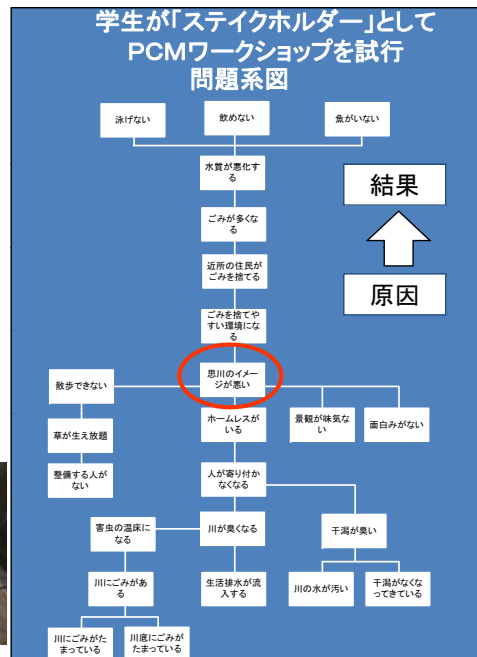 学生が「ステイクホルダー」として
PCMワークショップを試行
問題系図
泳げない
飲めない
魚がいない
水質が悪化す
る
結果
ごみが多くな
る
近所の住民が
ごみを捨てる
原因
ごみを捨てや
すい環境にな
る
思川のイメー
ジが悪い
散歩できない
ホームレスが
いる
景観が味気な
い
面白みがない
草が生え放題
整備する人が
ない
人が寄り付か
なくなる
害虫の温床に
なる
川が臭くなる
干潟が臭い
川にごみがあ
る
生活排水が流
入する
川の水が汚い
干潟がなくな
ってきている
川にごみがた
まっている
川底にごみが
たまっている